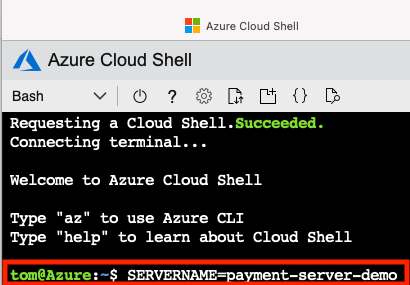 Azure Cloud Shell
Azure Cloud Shell
Bash
?
{}
Requesting a Cloud Shell.Succeeded.
Connecting terminal...
Welcome to Azure Cloud Shell
Type "az" to use Azure CLI
Type "help" to learn about Cloud Shell
tom@Azure:~$ SERVERNAME=payment-server-demo